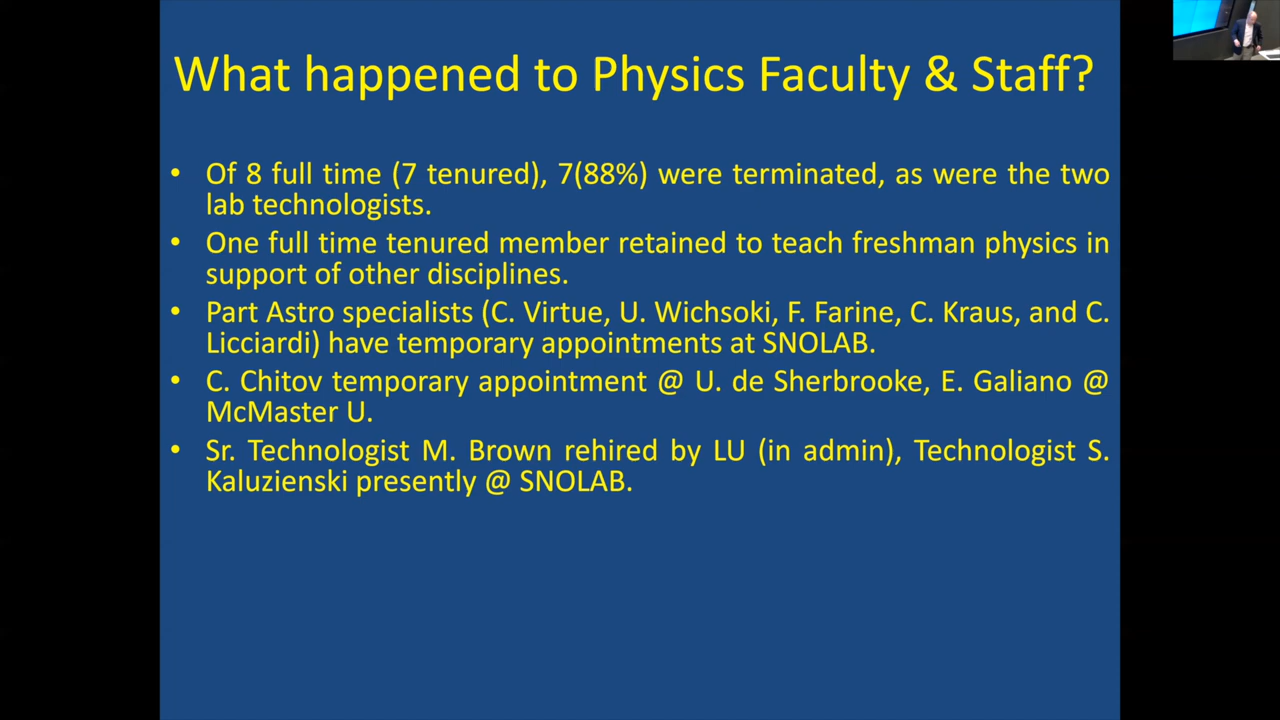 What happened to Physics Faculty & Staff?
• Of 8 full time (7 tenured), 7(88%) were terminated, as were the two
lab technologists.
• One full time tenured member retained to teach freshman physics in
support of other disciplines.
• Part Astro specialists (C. Virtue, U. Wichsoki, F. Farine, C. Kraus, and C.
Licciardi) have temporary appointments at SNOLAB.
• C. Chitov temporary appointment @ U. de Sherbrooke, E. Galiano @
McMaster U.
• Sr. Technologist M. Brown rehired by LU (in admin), Technologist S.
Kaluzienski presently @ SNOLAB.